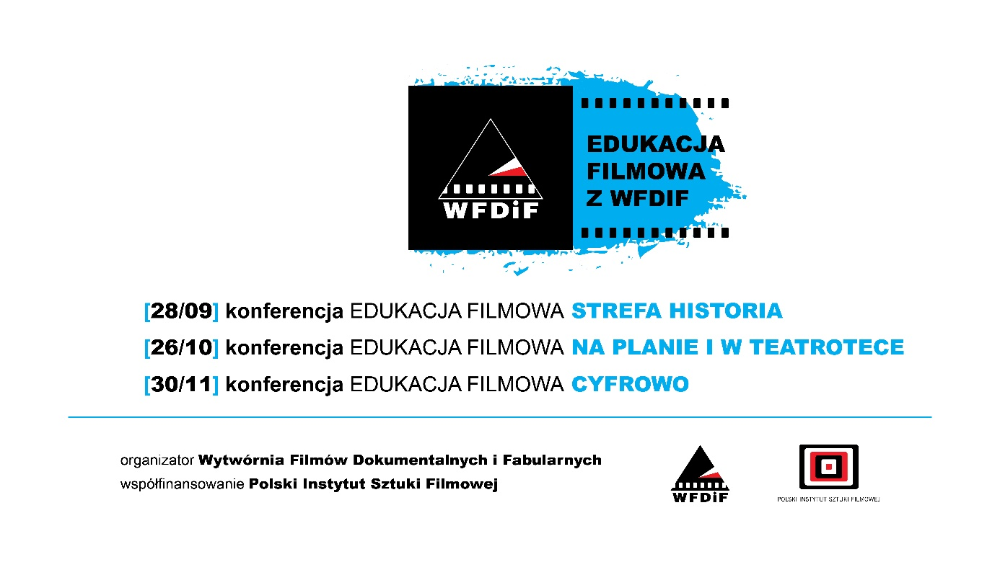 WFDiF
EDUKACJA
FILMOWA
Z WFDIF
[28/09] konferencja EDUKACJA FILMOWA STREFA HISTORIA
[26/10] konferencja EDUKACJA FILMOWA NA PLANIE I W TEATROTECE
[30/11] konferencja EDUKACJA FILMOWA CYFROWO
organizator Wytwórnia Filmów Dokumentalnych i Fabularnych
współfinansowanie Polski Instytut Sztuki Filmowej
WFDiF
POLSKI INSTYTUT SZTUKI FILMOWEJ